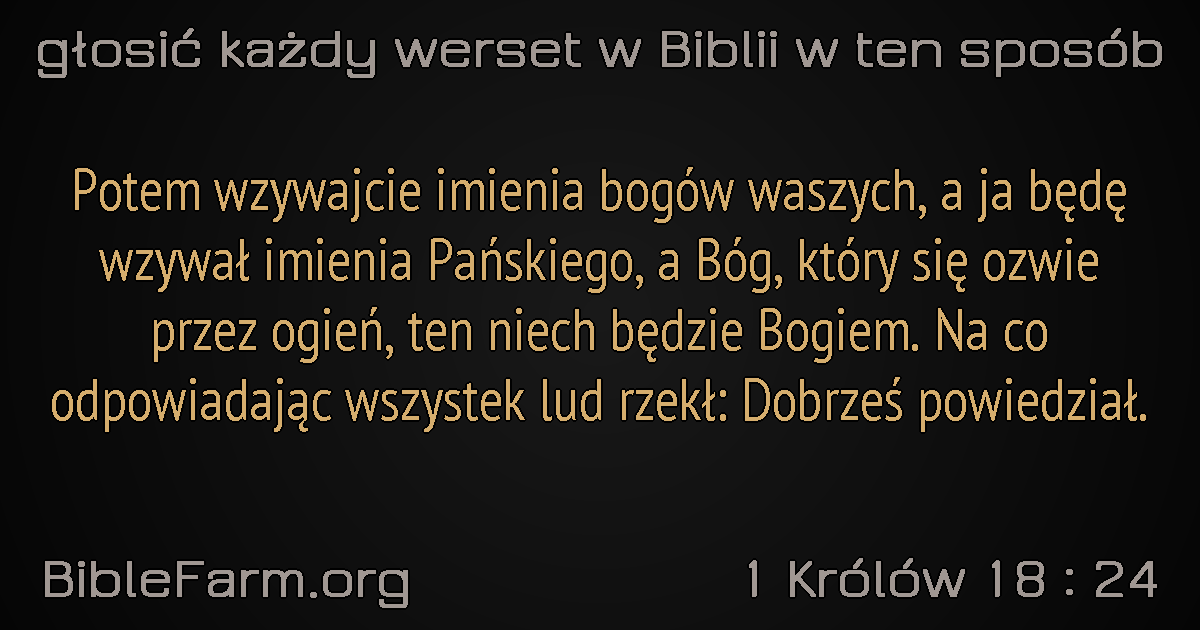 głosić każdy werset w Biblii w ten sposób
Potem wzywajcie imienia bogów waszych, a ja będę
wzywał imienia Pańskiego, a Bóg, który się ozwie
przez ogień, ten niech będzie Bogiem. Na co
odpowiadając wszystek lud rzekł: Dobrześ powiedział.
BibleFarm.org
1 Królów 18 : 24